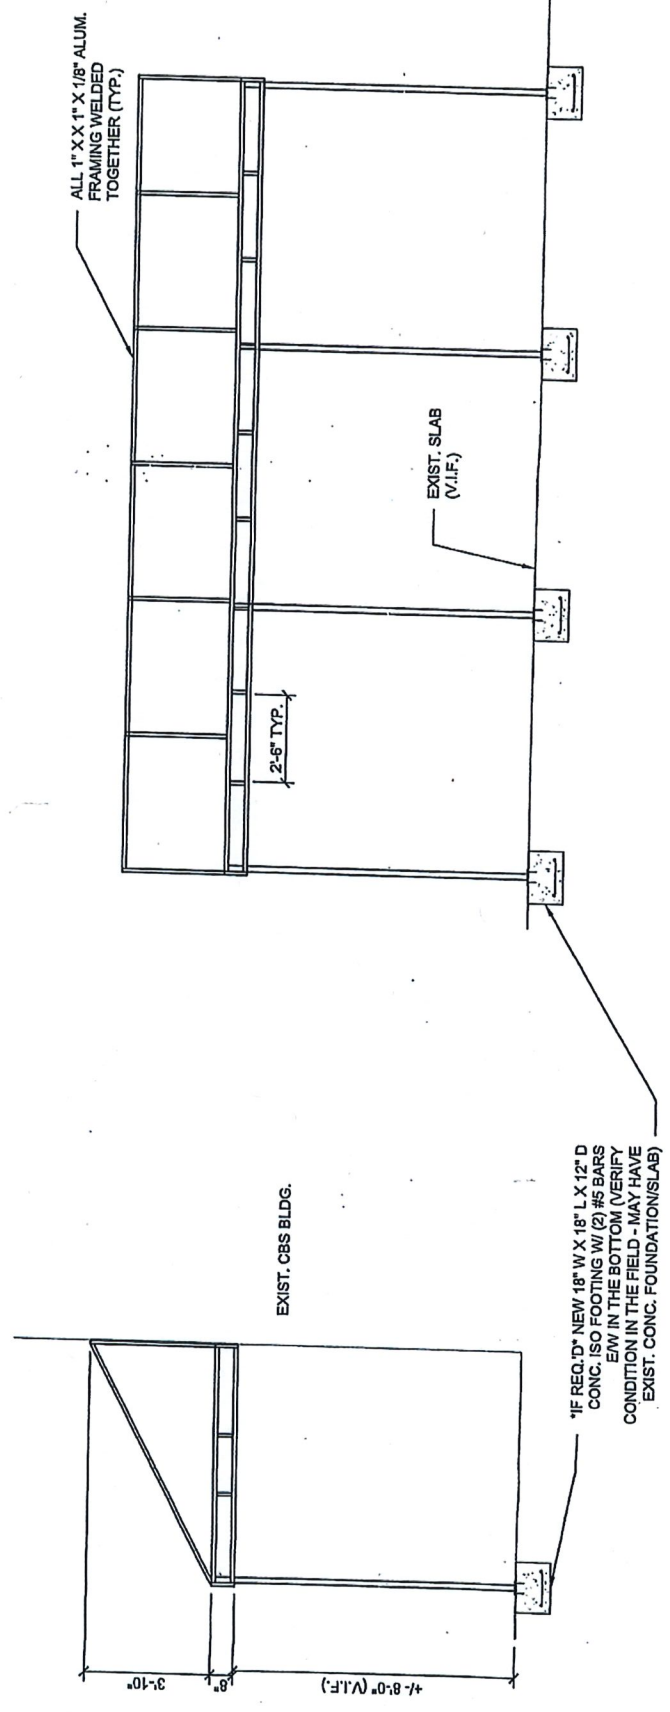 ALL 1" X X 1" X 1/8" ALUM.
FRAMING WELDED
TOGETHER (TYP.)
EXIST. SLAB
(V.I.F.)
2'-6" TYP.
EXIST. CBS BLDG.
3'-10"
8"
+/- 8'-0" (V.I.F.)
*IF REQ.'D* NEW 18" W X 18" L X 12" D
CONC. ISO FOOTING W/ (2) #5 BARS
E/W IN THE BOTTOM (VERIFY
CONDITION IN THE FIELD - MAY HAVE
EXIST. CONC. FOUNDATION/SLAB)